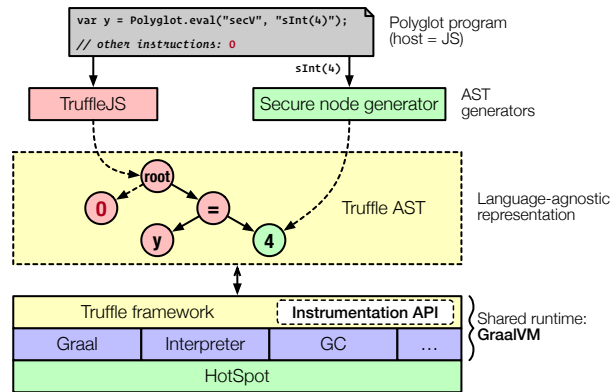 var y = Polyglot.eval("secV", "sInt(4)");
// other instructions: O
Polyglot program
(host = JS)
sInt(4)
TruffleJS
Secure node generator
AST
generators
root
O
=
y
4
Truffle AST
Language-agnostic
representation
Truffle framework
Instrumentation API
Graal
Interpreter
GC
...
HotSpot
Shared runtime:
GraalVM